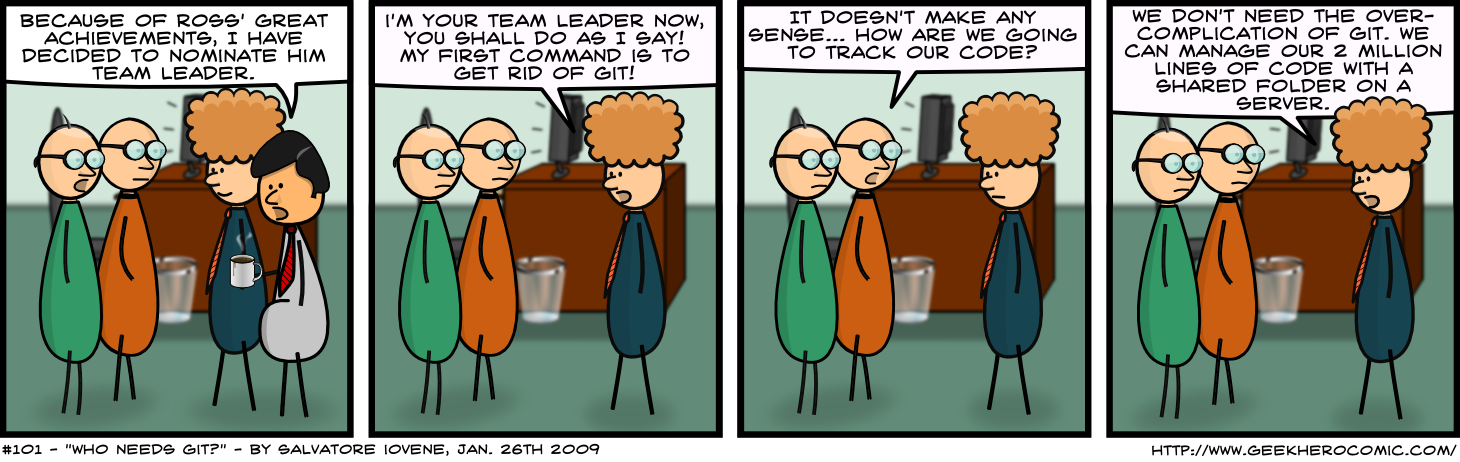 BECAUSE OF ROSS' GREAT
ACHIEVEMENTS, I HAVE
DECIDED TO NOMINATE HIM
TEAM LEADER.
I'M YOUR TEAM LEADER NOW,
YOU SHALL DO AS I SAY!
MY FIRST COMMAND IS TO
GET RID OF GIT!
IT DOESN'T MAKE ANY
SENSE... HOW ARE WE GOING
TO TRACK OUR CODE?
WE DON'T NEED THE OVER-
COMPLICATION OF GIT. WE
CAN MANAGE OUR 2 MILLION
LINES OF CODE WITH A
SHARED FOLDER ON A
SERVER.
#101 - "WHO NEEDS GIT?" - BY SALVATORE IOVENE, JAN. 26TH 2009
HTTP://WWW.GEEKHEROCOMIC.COM/